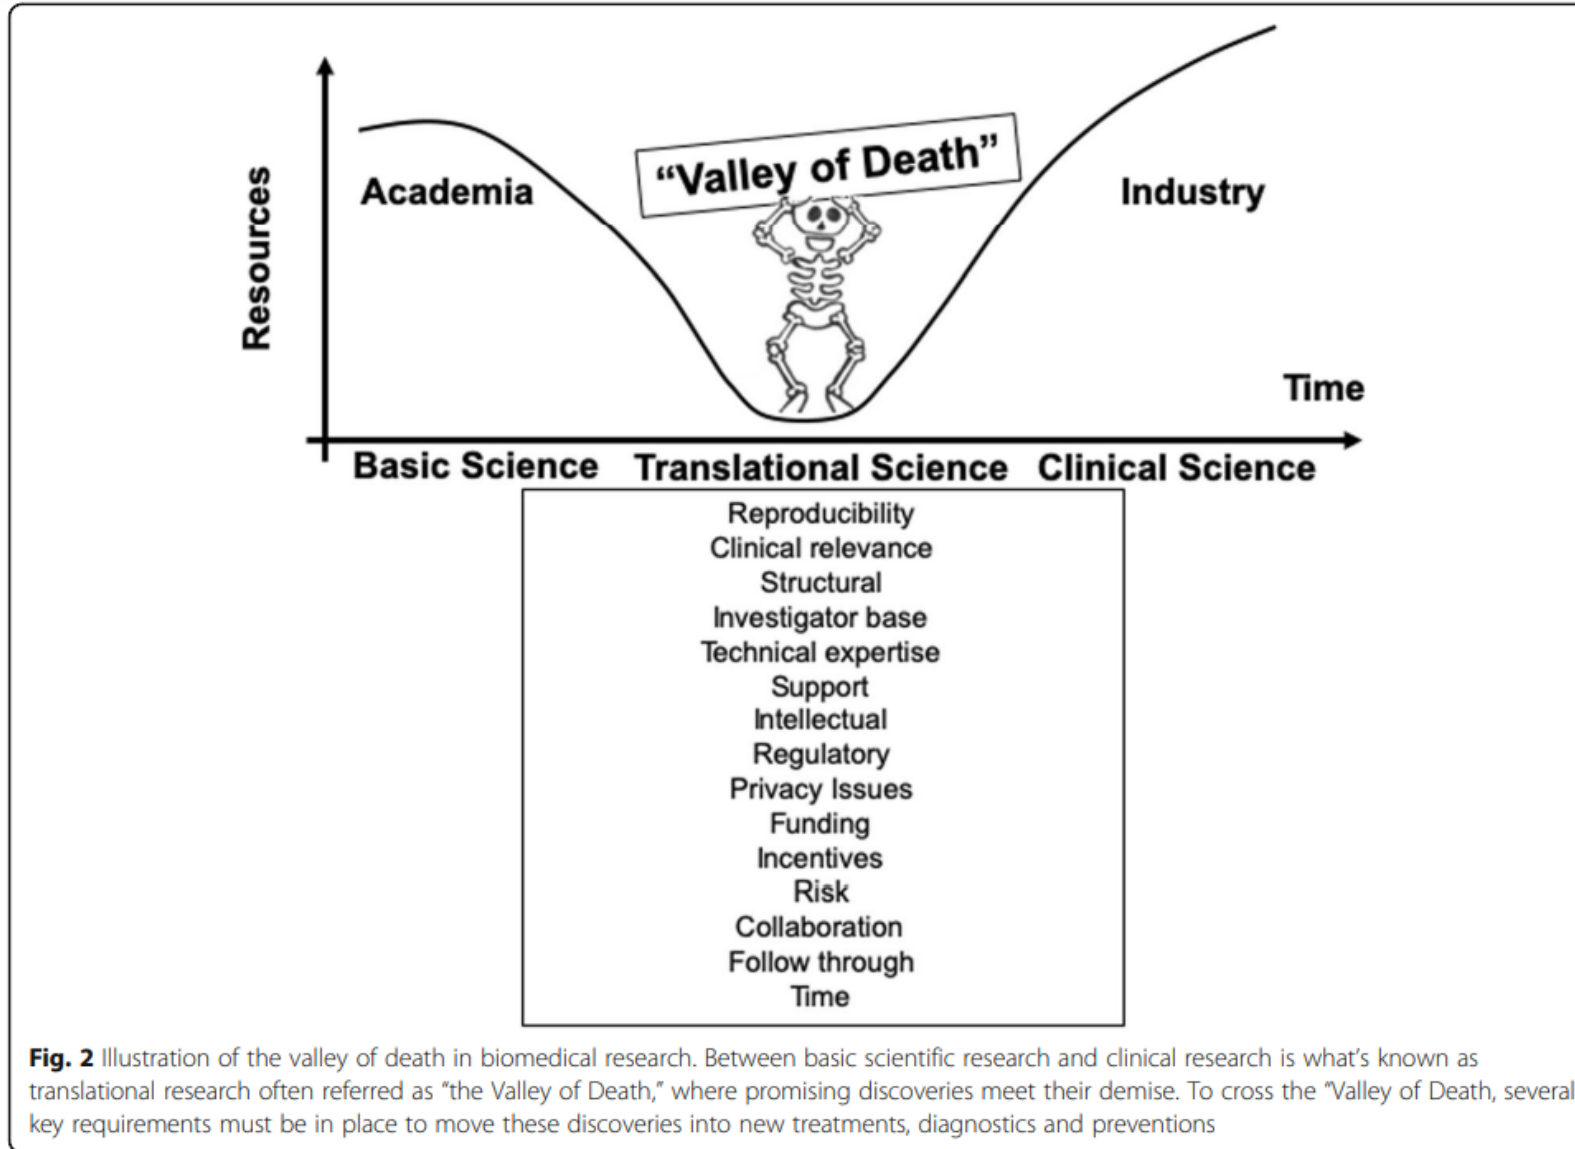 "Valley of Death"
Academia
Industry
Resources
Time
Basic Science Translational Science Clinical Science
Reproducibility
Clinical relevance
Structural
Investigator base
Technical expertise
Support
Intellectual
Regulatory
Privacy Issues
Funding
Incentives
Risk
Collaboration
Follow through
Time
Fig. 2 Illustration of the valley of death in biomedical research. Between basic scientific research and clinical research is what's known as
translational research often referred as "the Valley of Death," where promising discoveries meet their demise. To cross the "Valley of Death, several
key requirements must be in place to move these discoveries into new treatments, diagnostics and preventions